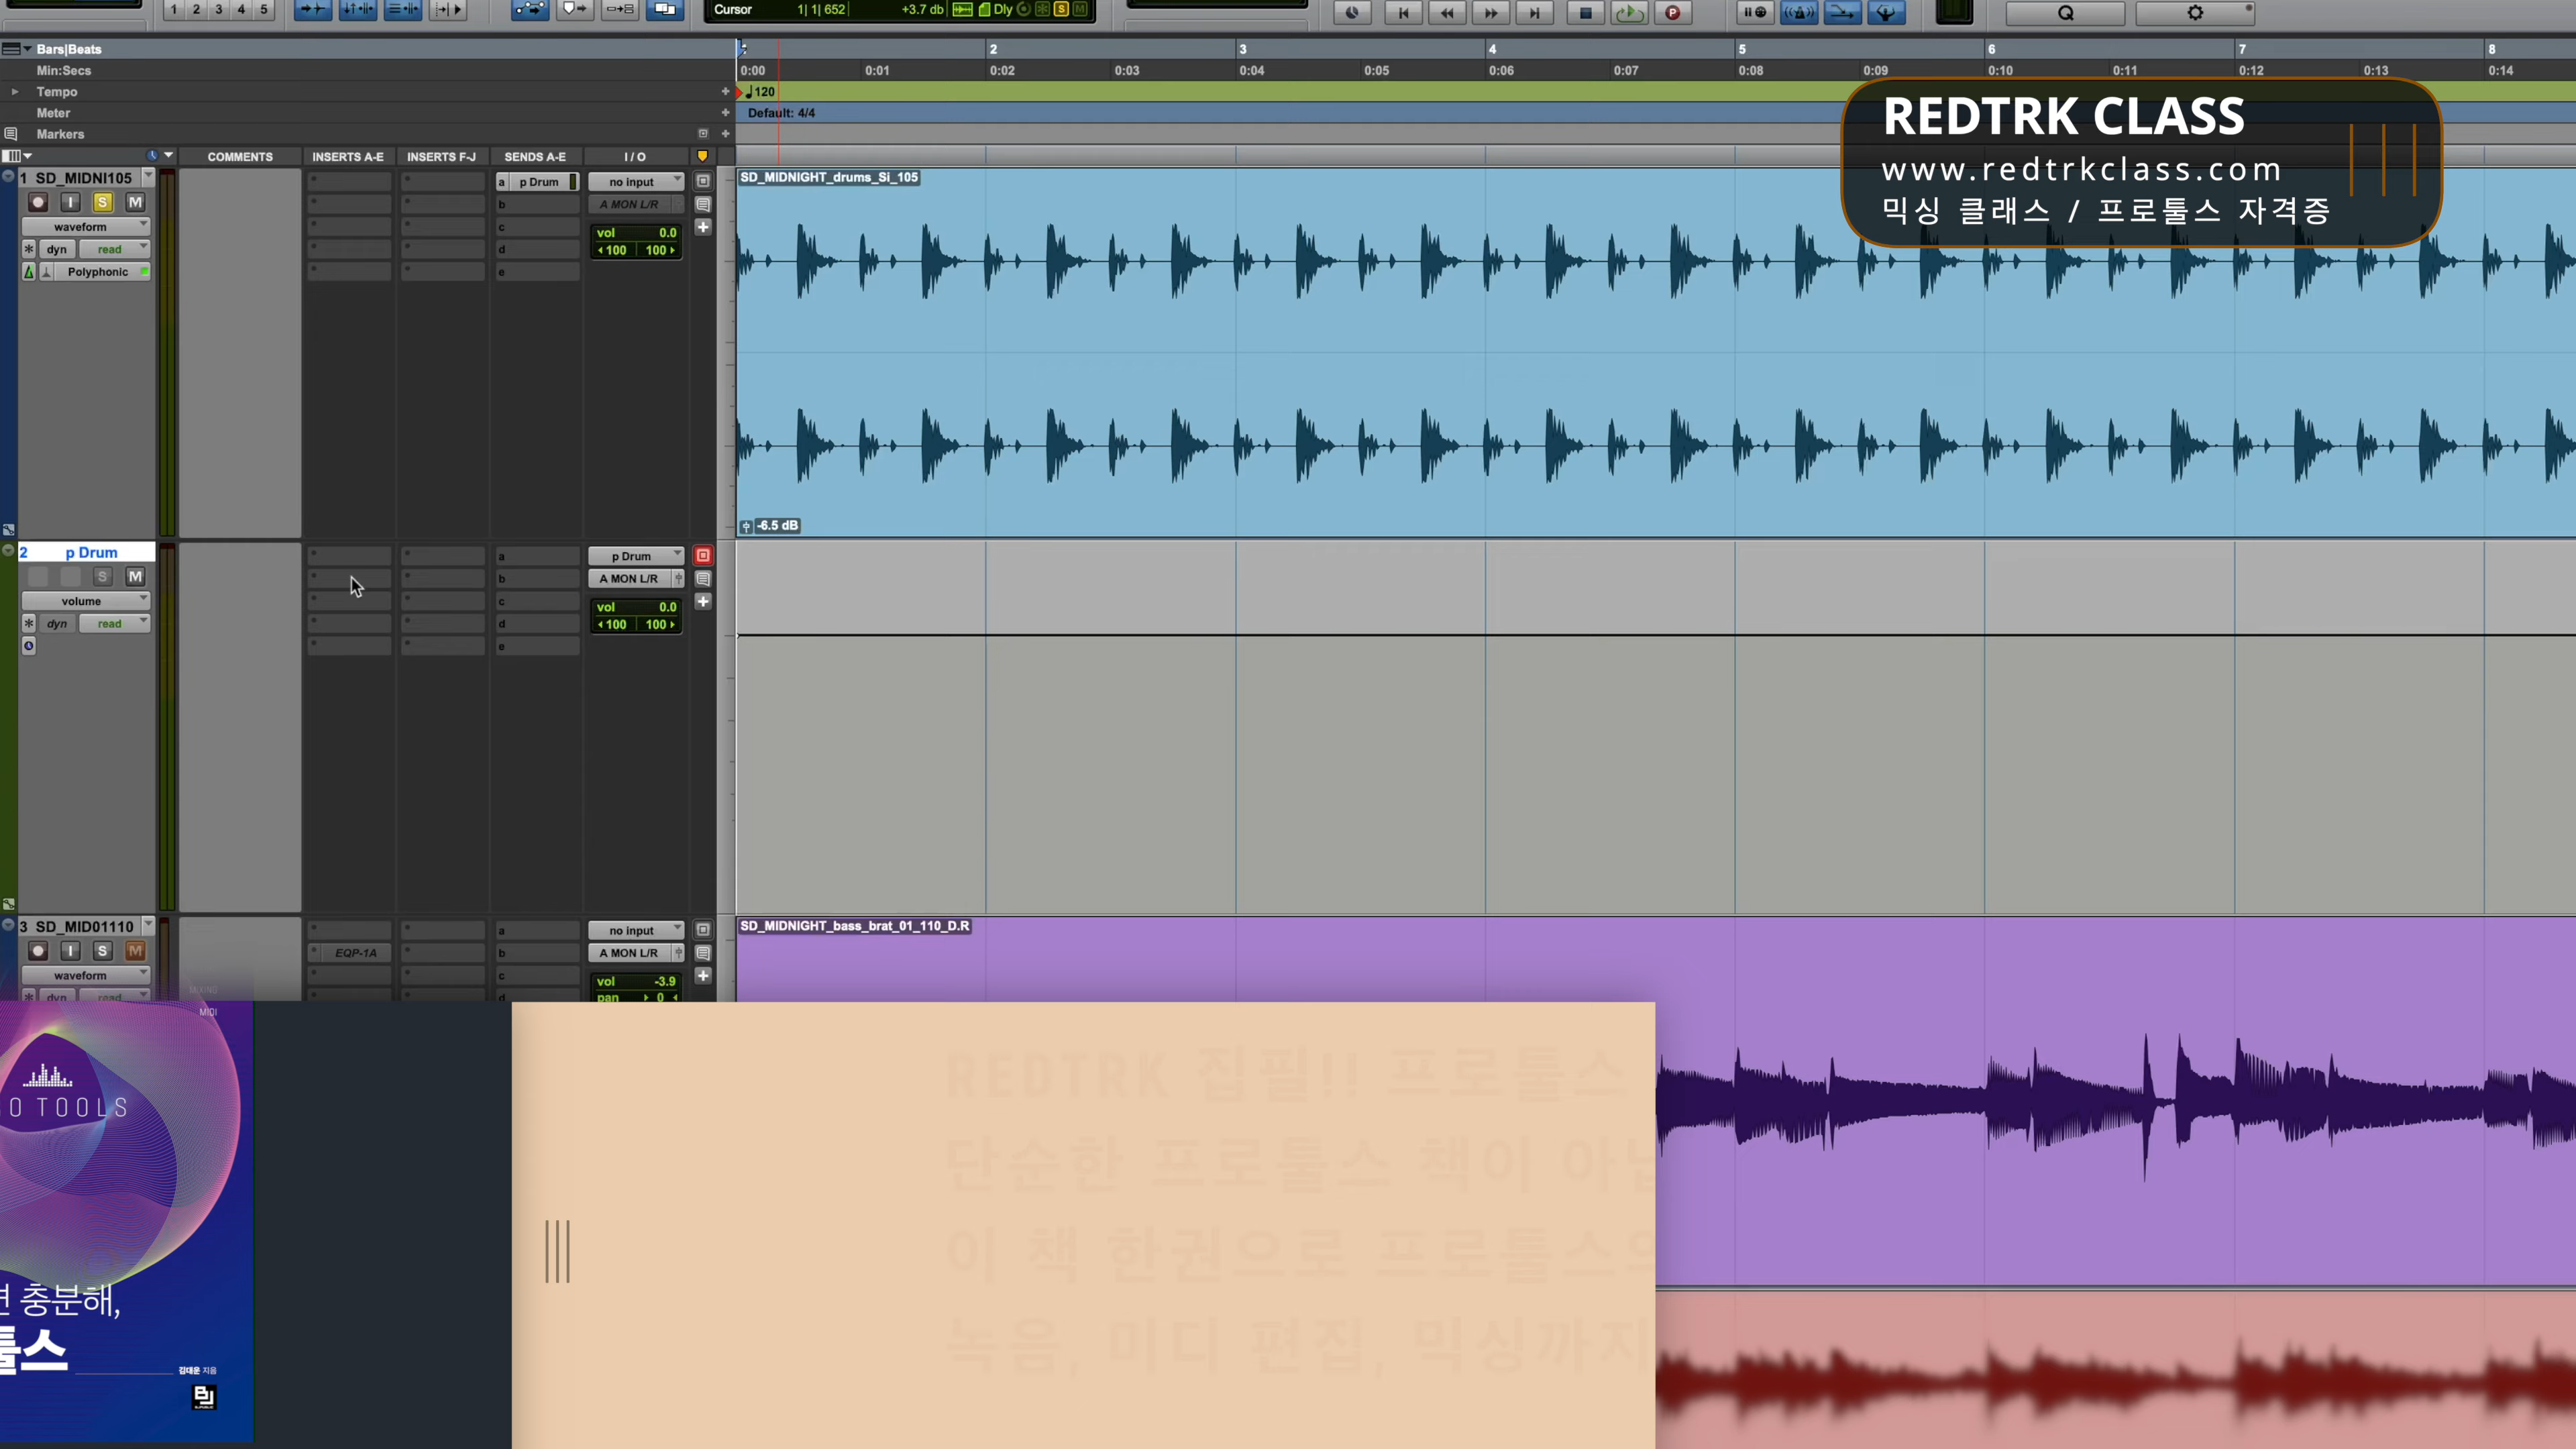 1 2 3 4 5
Cursor 1| 1| 652 +3.7 db Dly S M
Bars|Beats
2 3 4 5 6 7 8
Min:Secs
0:00 0:01 0:02 0:03 0:04 0:05 0:06 0:07 0:08 0:09 0:10 0:11 0:12 0:13 0:14
Tempo
120
Meter
Default: 4/4
Markers
REDTRK CLASS
www.redtrkclass.com
믹싱 클래스 / 프로툴스 자격증
COMMENTS INSERTS A-E INSERTS F-J SENDS A-E I / O
1 SD_MIDNI105
I S M
waveform
dyn read
Polyphonic
a p Drum
b
c
d
e
no input
A MON L/R
vol 0.0
100 100
SD_MIDNIGHT_drums_Si_105
-6.5 dB
2 p Drum
S M
volume
dyn read
a
b
c
d
e
p Drum
A MON L/R
vol 0.0
100 100
3 SD_MID01110
I S M
waveform
dyn read
EQP-1A
a
b
c
d
no input
A MON L/R
vol -3.9
pan 0
SD_MIDNIGHT_bass_brat_01_110_D.R
MIXING
MIDI
O TOOLS
충분해,
툴스
김대운 지음
BJ
REDTRK 집필!! 프로툴스
단순한 프로툴스 책이 아닙
이 책 한권으로 프로툴스의
녹음, 미디 편집, 믹싱까지